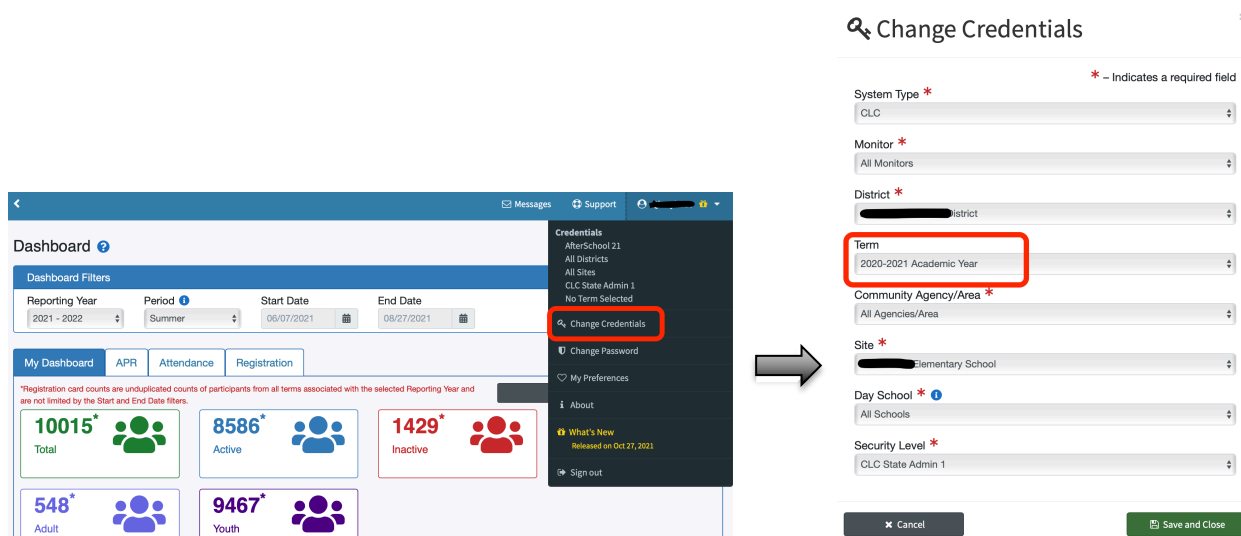 Messages
Support
Dashboard
Dashboard Filters
Reporting Year
Period
Start Date
End Date
2021 - 2022
Summer
06/07/2021
08/27/2021
My Dashboard
APR
Attendance
Registration
*Registration card counts are unduplicated counts of participants from all terms associated with the selected Reporting Year and
are not limited by the Start and End Date filters.
10015*
Total
8586*
Active
1429*
Inactive
548*
Adult
9467*
Youth
Credentials
AfterSchool 21
All Districts
All Sites
CLC State Admin 1
No Term Selected
Change Credentials
Change Password
My Preferences
About
What's New
Released on Oct 27, 2021
Sign out
Change Credentials
* – Indicates a required field
System Type *
CLC
Monitor *
All Monitors
District *
District
Term
2020-2021 Academic Year
Community Agency/Area *
All Agencies/Area
Site *
Elementary School
Day School *
All Schools
Security Level *
CLC State Admin 1
Cancel
Save and Close